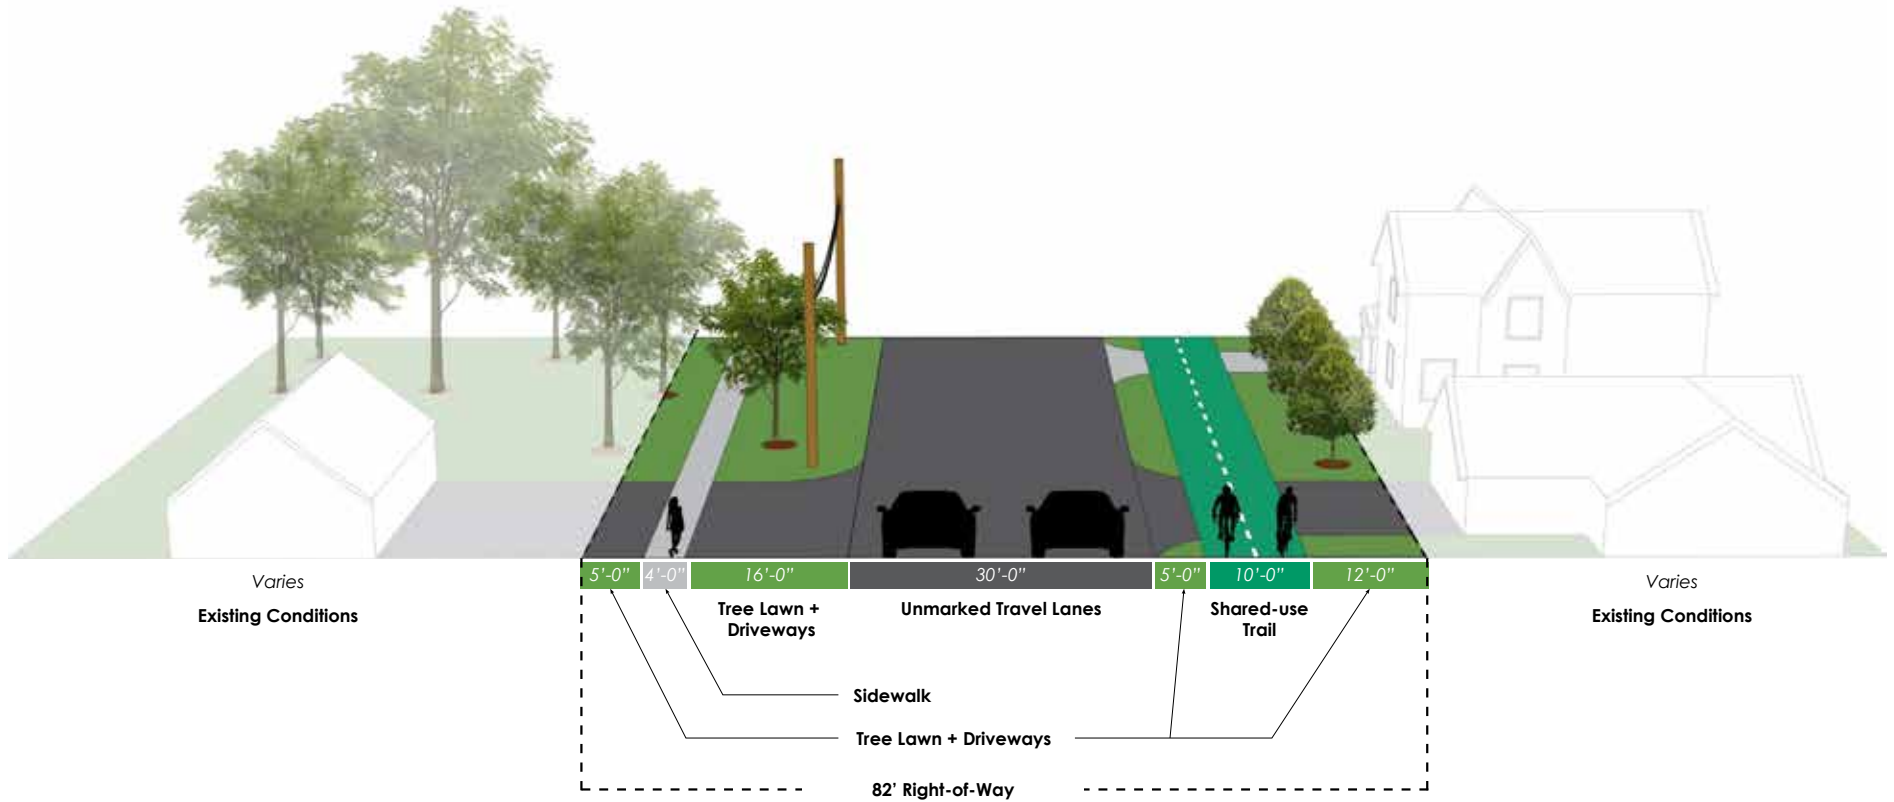 5’-0”
4’-0”
16’-0”
30’-0”
5’-0”
10’-0”
12’-0”
Varies
Existing Conditions
Tree Lawn +
Driveways
Unmarked Travel Lanes
Shared-use
Trail
Varies
Existing Conditions
Sidewalk
Tree Lawn + Driveways
82’ Right-of-Way